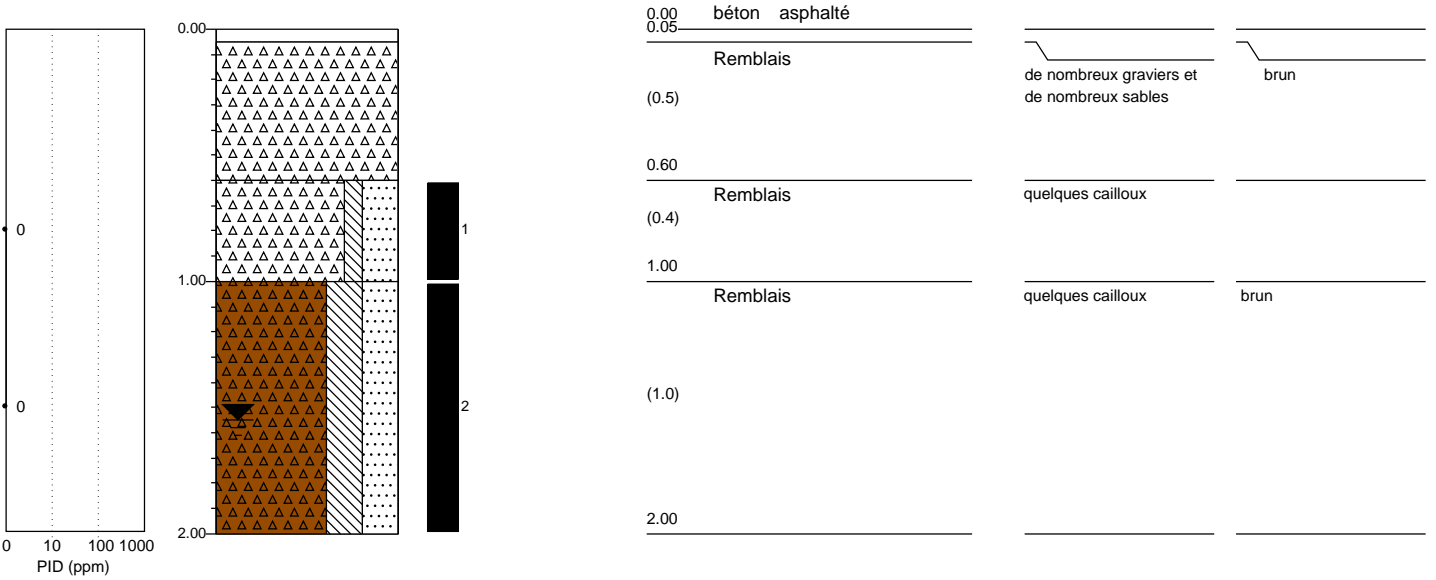 0.00 béton asphalté
0.00
0.05
Remblais
de nombreux graviers et
brun
de nombreux sables
(0.5)
0.60
Remblais
quelques cailloux
(0.4)
0
1
1.00
1.00
Remblais
quelques cailloux
brun
(1.0)
0
2
2.00
2.00
0 10 100 1000
PID (ppm)